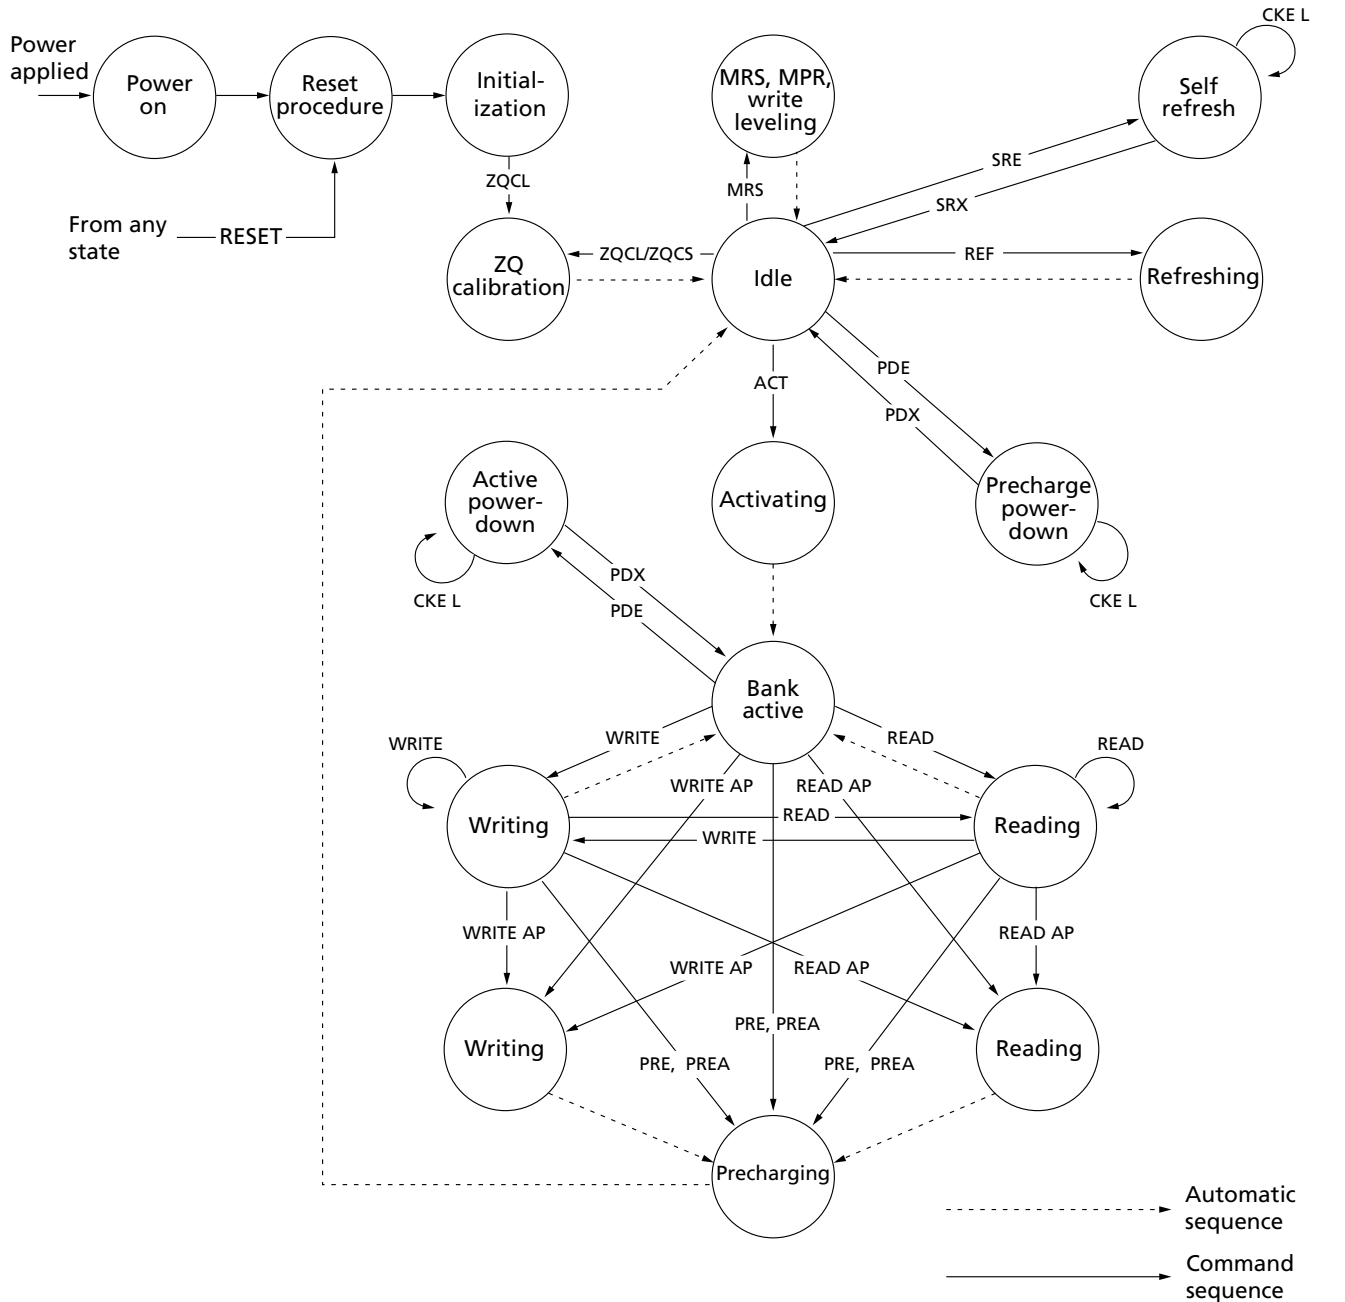 Power
applied
Power
on
Reset
procedure
Initial-
ization
MRS, MPR,
write
leveling
Self
refresh
CKE L
ZQCL
MRS
SRE
SRX
From any
state
RESET
ZQ
calibration
ZQCL/ZQCS
Idle
REF
Refreshing
PDE
PDX
ACT
Active
power-
down
Activating
Precharge
power-
down
CKE L
CKE L
PDX
PDE
Bank
active
WRITE
WRITE
READ
READ
WRITE AP
READ AP
Writing
READ
WRITE
Reading
WRITE AP
READ AP
WRITE AP
READ AP
PRE, PREA
Writing
Reading
PRE, PREA
PRE, PREA
Precharging
Automatic
sequence
Command
sequence